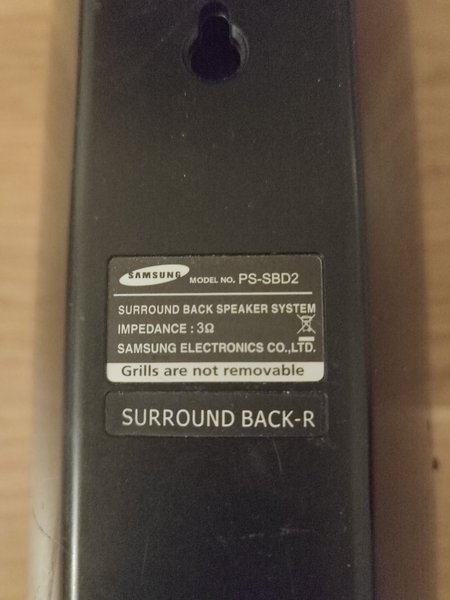 SAMSUNG MODEL NO. PS-SBD2
SURROUND BACK SPEAKER SYSTEM
IMPEDANCE : 3Ω
SAMSUNG ELECTRONICS CO.,LTD.
Grills are not removable
SURROUND BACK-R